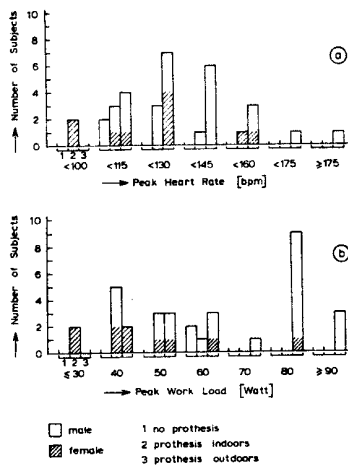 Number of Subjects
10
8
6
4
2
0
a
1 2 3
<100 <115 <130 <145 <160 <175 ≥175
Peak Heart Rate [bpm]
Number of Subjects
10
8
6
4
2
0
b
1 2 3
≤ 30 40 50 60 70 80 ≥ 90
Peak Work Load [Watt]
male 1 no prothesis
female 2 prothesis indoors
3 prothesis outdoors